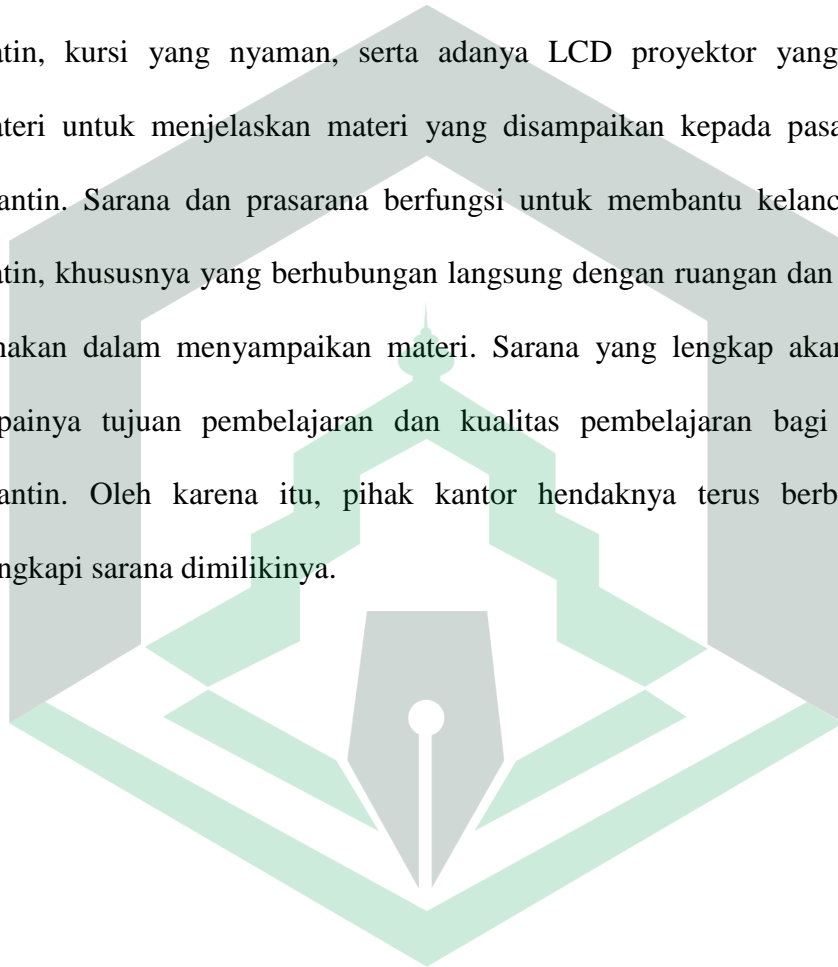 atin, kursi yang nyaman, serta adanya LCD proyektor yang
ateri untuk menjelaskan materi yang disampaikan kepada pasa
antin. Sarana dan prasarana berfungsi untuk membantu kelanc
atin, khususnya yang berhubungan langsung dengan ruangan dan
nakan dalam menyampaikan materi. Sarana yang lengkap akan
painya tujuan pembelajaran dan kualitas pembelajaran bagi
antin. Oleh karena itu, pihak kantor hendaknya terus berb
ngkapi sarana dimilikinya.